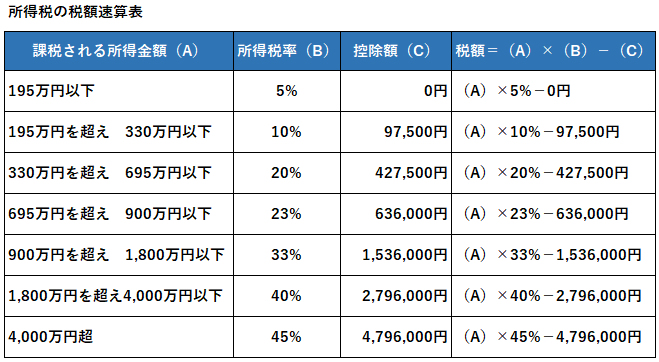 所得税の税額速算表
課税される所得金額（A） 所得税率（B） 控除額（C） 税額＝（A）×（B）－（C）
195万円以下 5% 0円 （A）×5%－0円
195万円を超え　330万円以下 10% 97,500円 （A）×10%－97,500円
330万円を超え　695万円以下 20% 427,500円 （A）×20%－427,500円
695万円を超え　900万円以下 23% 636,000円 （A）×23%－636,000円
900万円を超え　1,800万円以下 33% 1,536,000円 （A）×33%－1,536,000円
1,800万円を超え4,000万円以下 40% 2,796,000円 （A）×40%－2,796,000円
4,000万円超 45% 4,796,000円 （A）×45%－4,796,000円